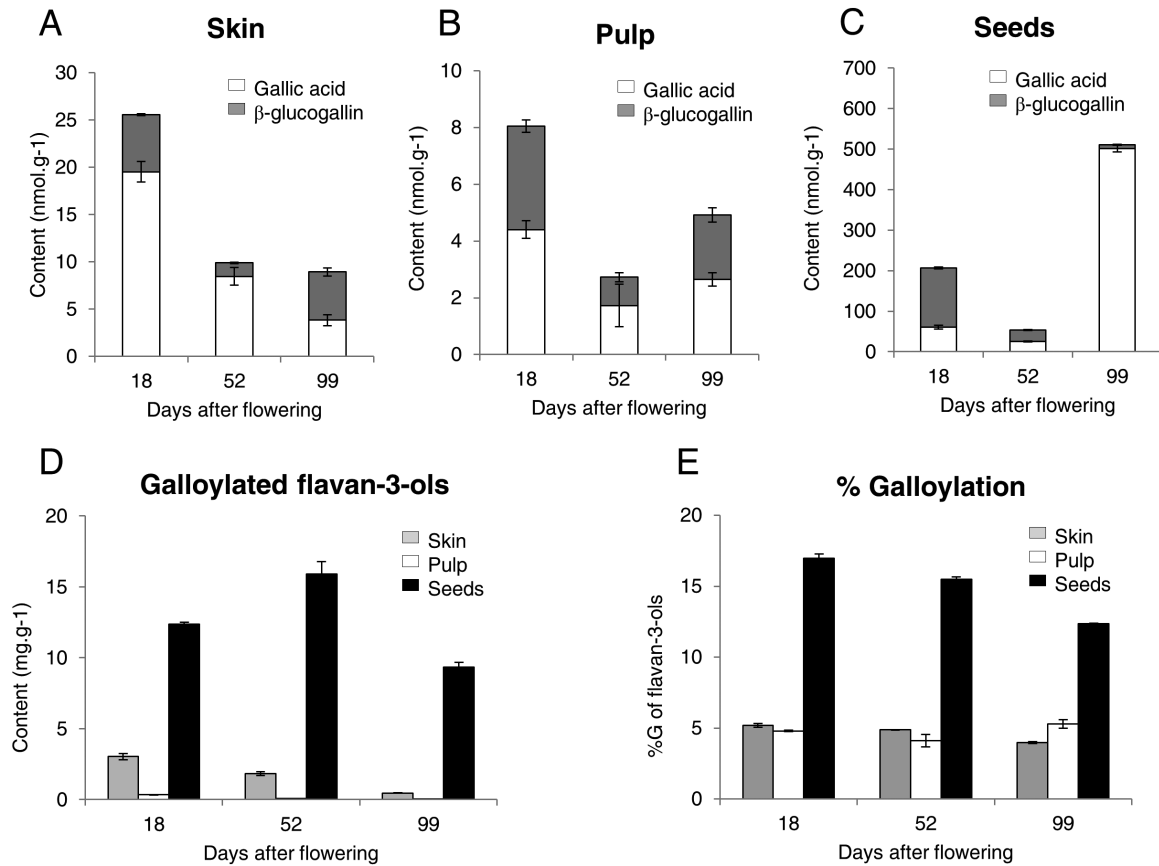 A
Skin
Gallic acid
β-glucogallin
Content (nmol.g-1)
30
25
20
15
10
5
0
18
52
99
Days after flowering
B
Pulp
Gallic acid
β-glucogallin
Content (nmol.g-1)
10
8
6
4
2
0
18
52
99
Days after flowering
C
Seeds
Gallic acid
β-glucogallin
Content (nmol.g-1)
700
600
500
400
300
200
100
0
18
52
99
Days after flowering
D
Galloylated flavan-3-ols
Skin
Pulp
Seeds
Content (mg.g-1)
20
15
10
5
0
18
52
99
Days after flowering
E
% Galloylation
Skin
Pulp
Seeds
%G of flavan-3-ols
20
15
10
5
0
18
52
99
Days after flowering